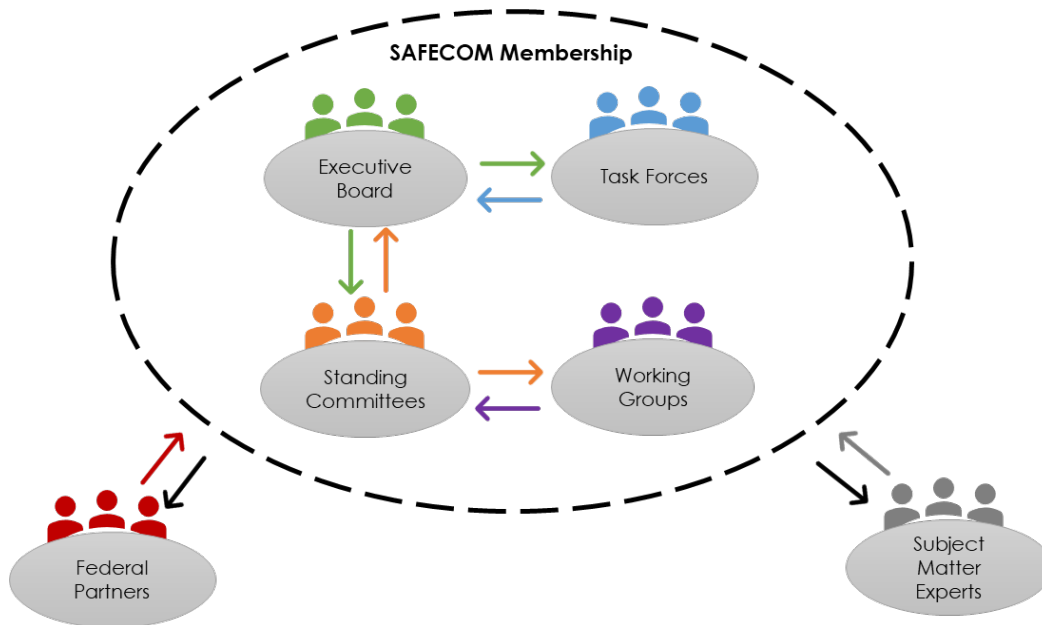 SAFECOM Membership
Executive
Board
Task Forces
Standing
Committees
Working
Groups
Federal
Partners
Subject
Matter
Experts